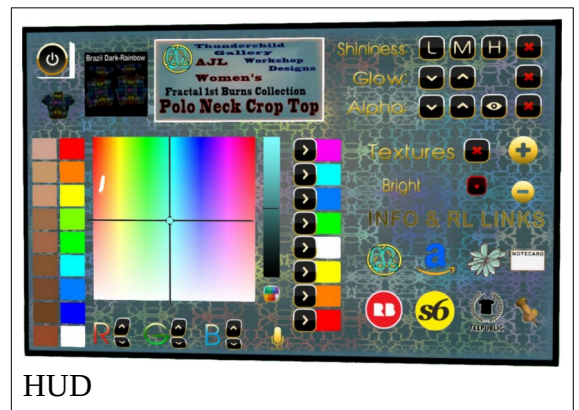 Brazil Dark-Rainbow
Thunderchild
Gallery
AJL Workshop
Designs
Women's
Fractal 1st Burns Collection
Polo Neck Crop Top
Shininess: L M H
Glow:
Alpha:
Textures
Bright
INFO & RL LINKS
a
NOTECARD
RB
s6
TEEPUBLIC
R G B
HUD